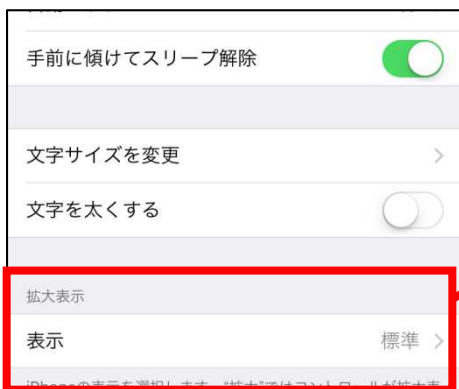 手前に傾けてスリープ解除
文字サイズを変更
文字を太くする
拡大表示
表示 標準